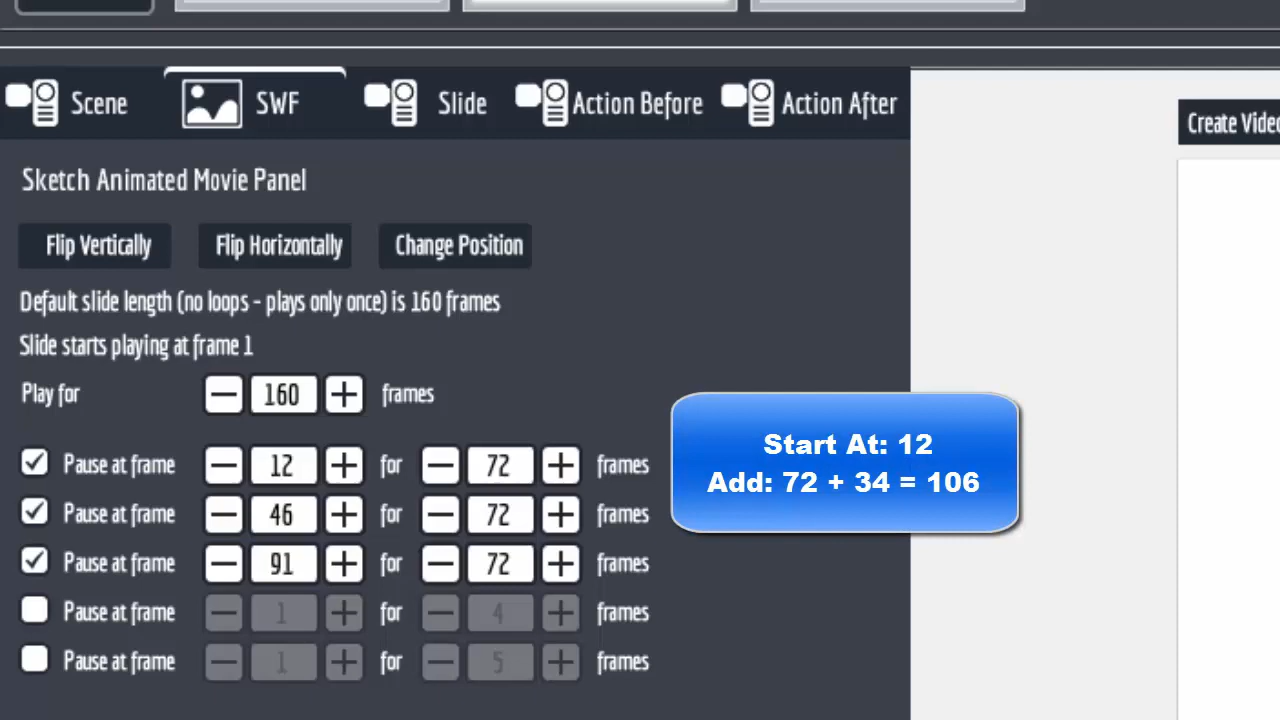 Scene SWF Slide Action Before Action After
Create Video
Sketch Animated Movie Panel
Flip Vertically Flip Horizontally Change Position
Default slide length (no loops - plays only once) is 160 frames
Slide starts playing at frame 1
Play for 160 frames
Pause at frame 12 for 72 frames
Pause at frame 46 for 72 frames
Pause at frame 91 for 72 frames
Pause at frame 1 for 4 frames
Pause at frame 1 for 5 frames
Start At: 12
Add: 72 + 34 = 106